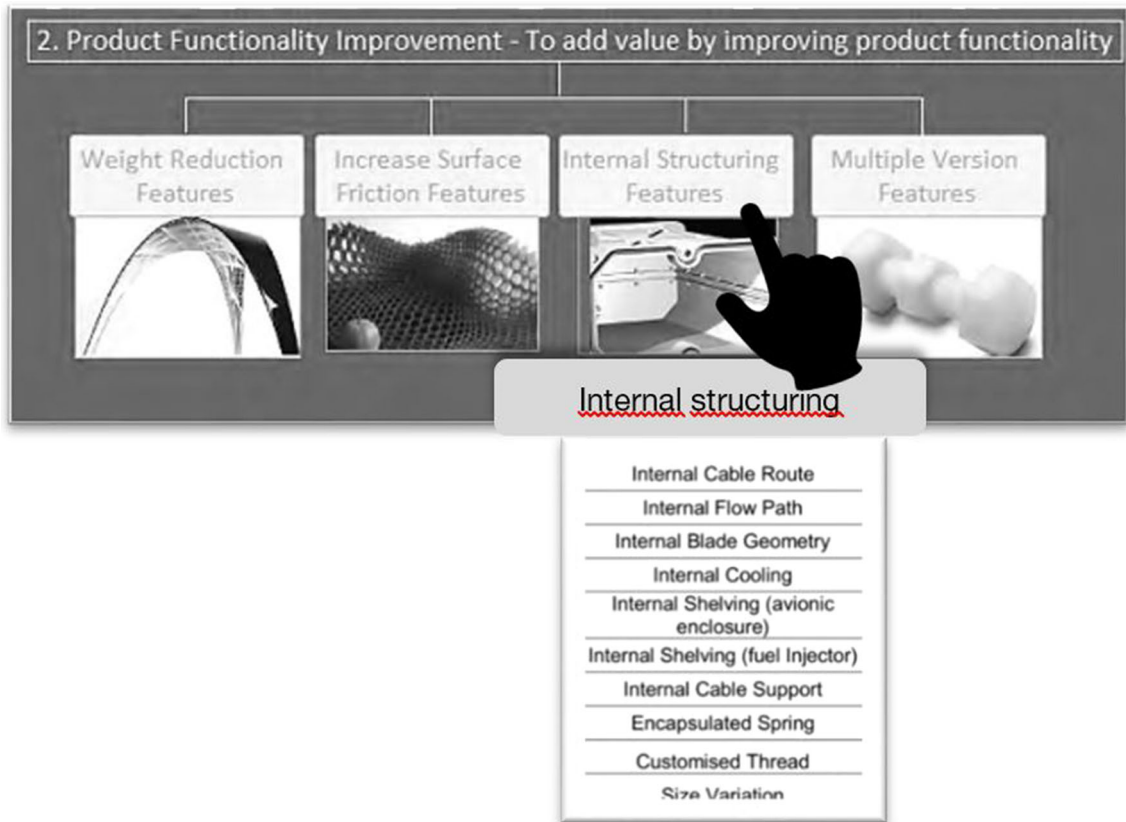 2. Product Functionality Improvement - To add value by improving product functionality
Weight Reduction
Features
Increase Surface
Friction Features
Internal Structuring
Features
Multiple Version
Features
Internal structuring
Internal Cable Route
Internal Flow Path
Internal Blade Geometry
Internal Cooling
Internal Shelving (avionic
enclosure)
Internal Shelving (fuel Injector)
Internal Cable Support
Encapsulated Spring
Customised Thread
Size Variation